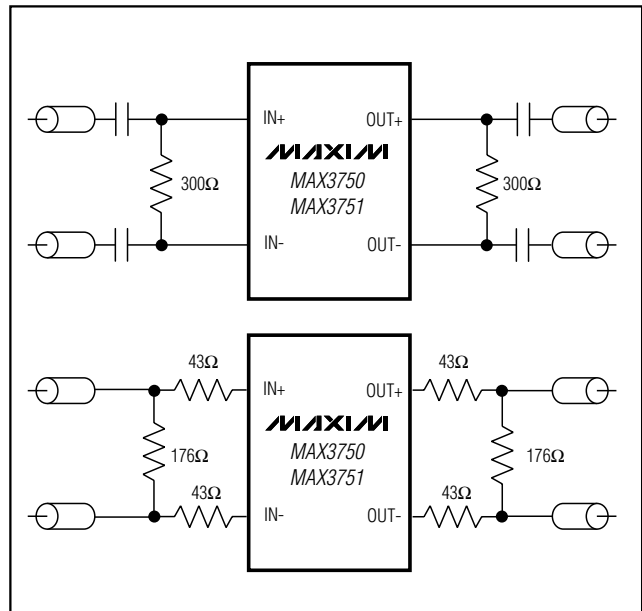 IN+
OUT+
MAXIM
300Ω
MAX3750
300Ω
MAX3751
IN-
OUT-
43Ω
43Ω
IN+
OUT+
MAXIM
176Ω
MAX3750
176Ω
MAX3751
43Ω
43Ω
IN-
OUT-